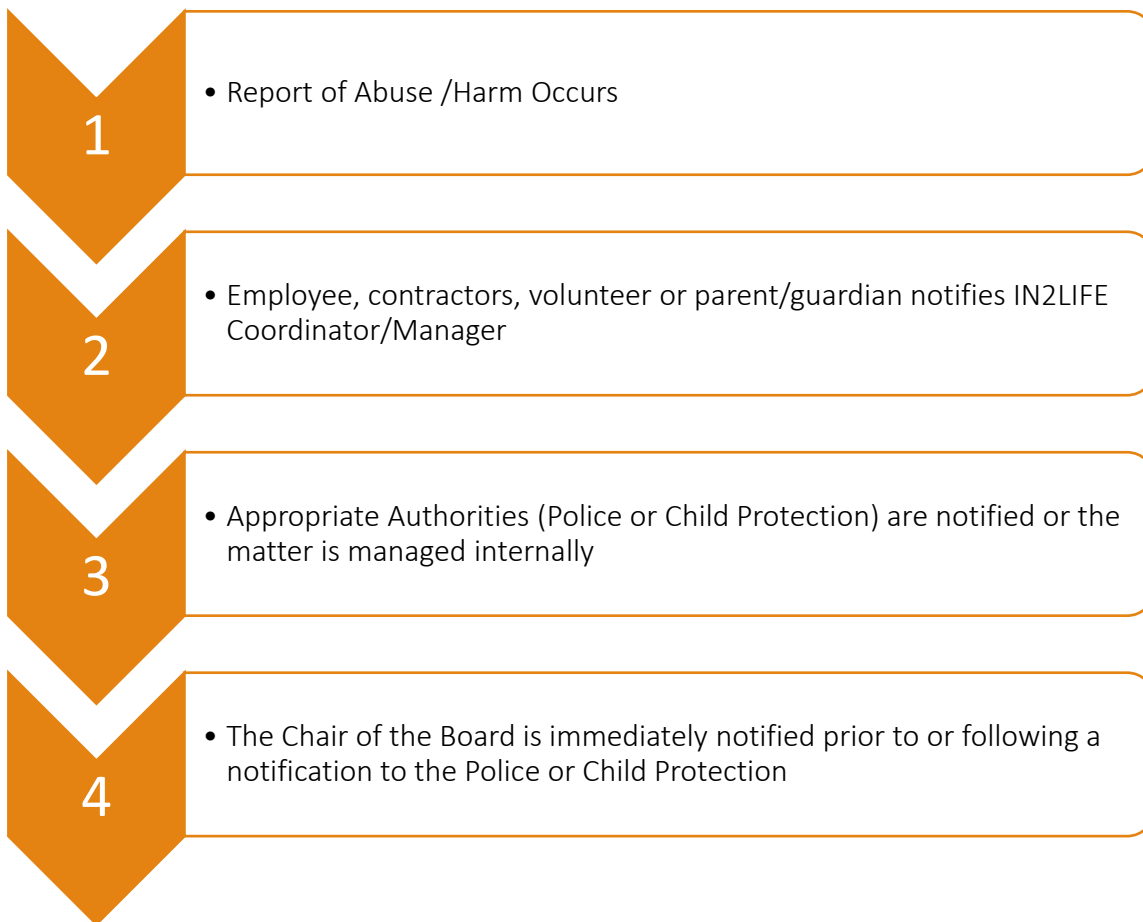 1
• Report of Abuse /Harm Occurs
2
• Employee, contractors, volunteer or parent/guardian notifies IN2LIFE
Coordinator/Manager
3
• Appropriate Authorities (Police or Child Protection) are notified or the
matter is managed internally
4
• The Chair of the Board is immediately notified prior to or following a
notification to the Police or Child Protection